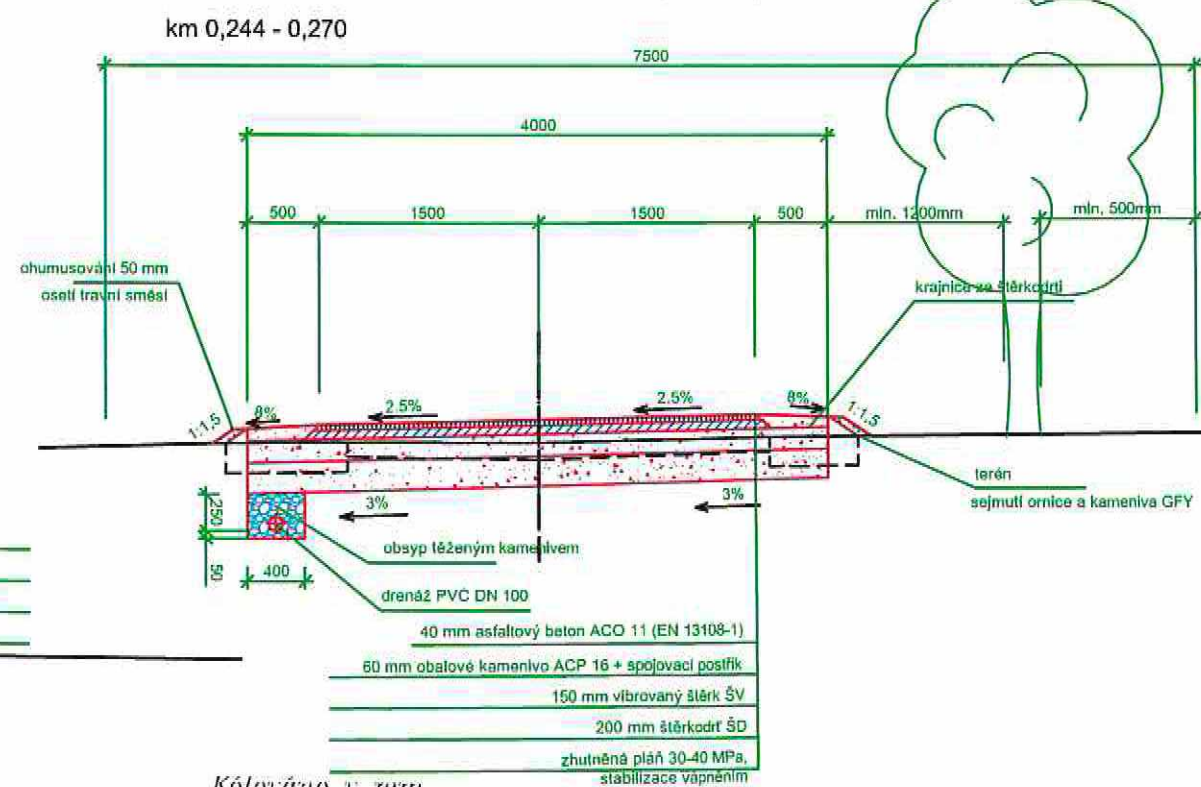 km 0,244 - 0,270
7500
4000
500
1500
1500
500
min. 1200mm
min. 500mm
ohumusování 50 mm
osetí travní směsí
krajnice ze štěrkodrti
1:1,5
8%
2.5%
2.5%
8%
1:1,5
terén
sejmutí ornice a kameniva GFY
3%
3%
250
50
400
obsyp těženým kamenivem
drenáž PVC DN 100
40 mm asfaltový beton ACO 11 (EN 13108-1)
60 mm obalové kamenivo ACP 16 + spojovací postřik
150 mm vibrovaný štěrk ŠV
200 mm štěrkodrť ŠD
zhutněná pláň 30-40 MPa,
stabilizace vápněním